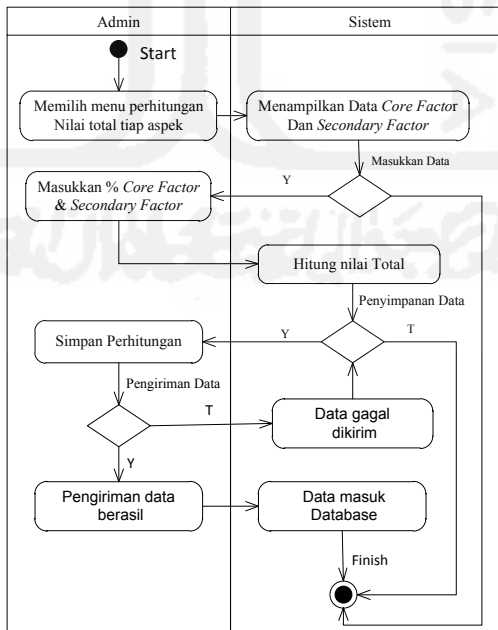 Admin
Sistem
Start
Memilih menu perhitungan
Nilai total tiap aspek
Menampilkan Data Core Factor
Dan Secondary Factor
Masukkan Data
Y
Masukkan % Core Factor
& Secondary Factor
Hitung nilai Total
Penyimpanan Data
Y
T
Simpan Perhitungan
Pengiriman Data
T
Data gagal
dikirim
Y
Pengiriman data
berasil
Data masuk
Database
Finish